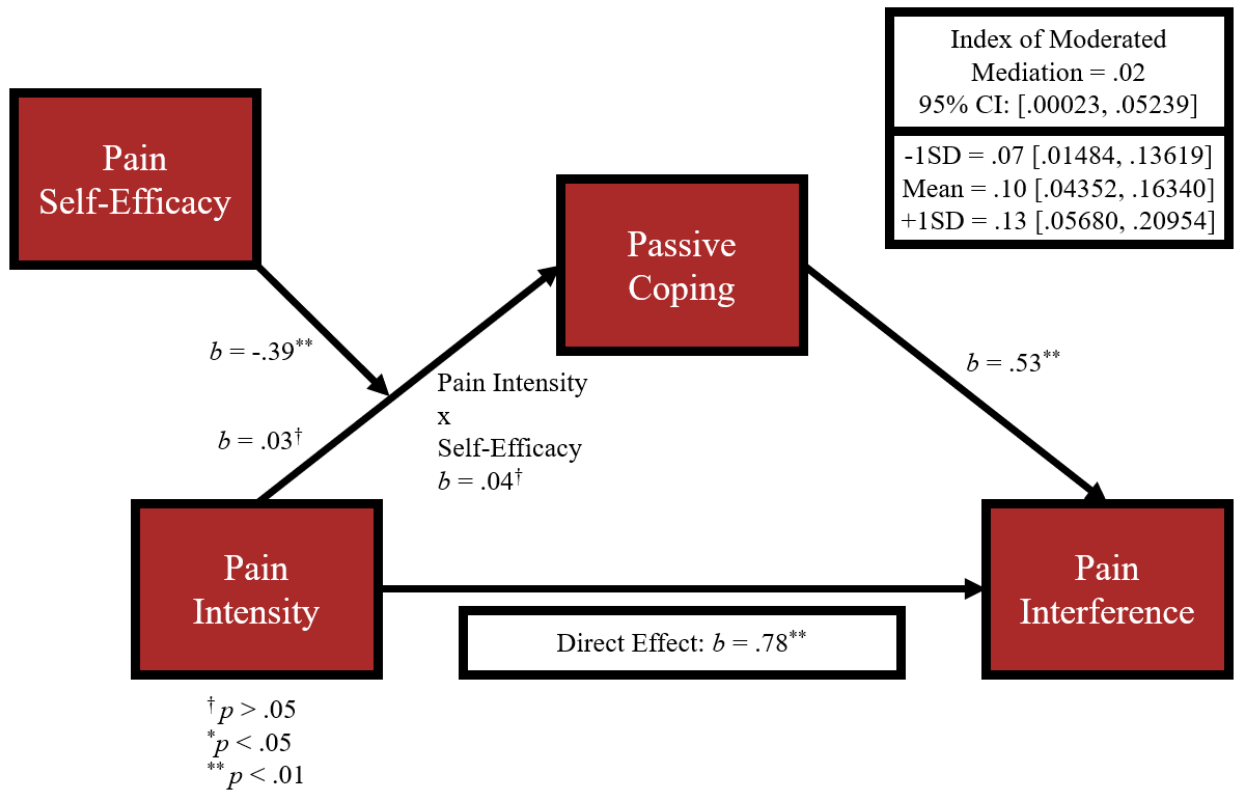 Index of Moderated
Mediation = .02
95% CI: [.00023, .05239]
-1SD = .07 [.01484, .13619]
Mean = .10 [.04352, .16340]
+1SD = .13 [.05680, .20954]
Pain
Self-Efficacy
Passive
Coping
b = -.39**
b = .53**
Pain Intensity
x
Self-Efficacy
b = .04†
b = .03†
Pain
Intensity
Pain
Interference
Direct Effect: b = .78**
† p > .05
*p < .05
** p < .01